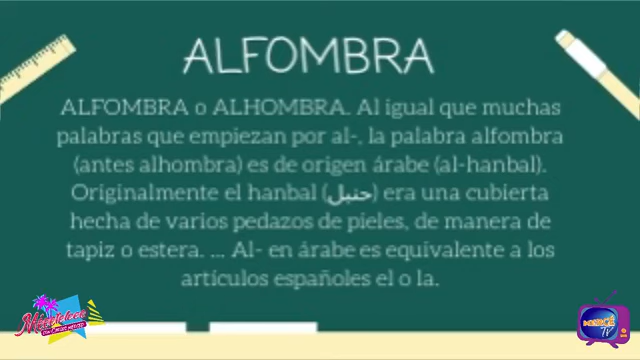 ALFOMBRA
ALFOMBRA o ALHOMBRA. Al igual que muchas
palabras que empiezan por al-, la palabra alfombra
(antes alhombra) es de origen árabe (al-hanbal).
Originalmente el hanbal (حنبل) era una cubierta
hecha de varios pedazos de pieles, de manera de
tapiz o estera. ... Al- en árabe es equivalente a los
artículos españoles el o la.